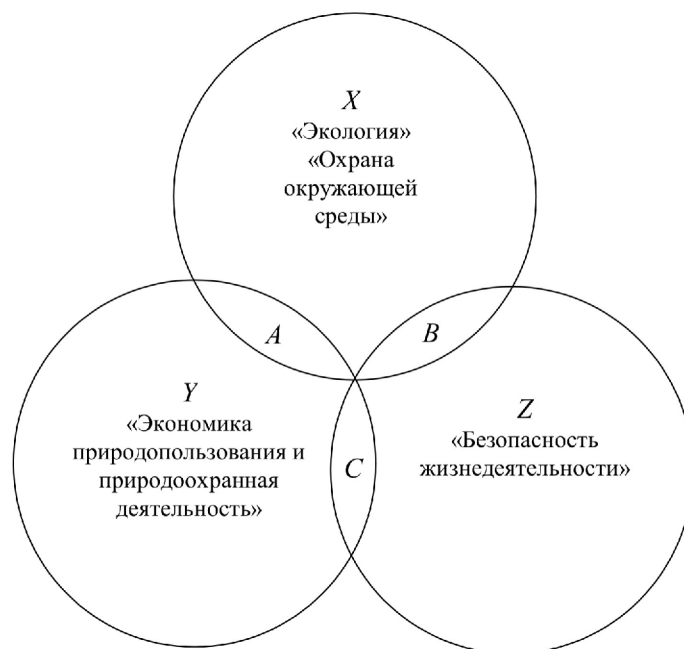 X
«Экология»
«Охрана
окружающей
среды»
A
B
Y
«Экономика
природопользования и
природоохранная
деятельность»
Z
«Безопасность
жизнедеятельности»
C